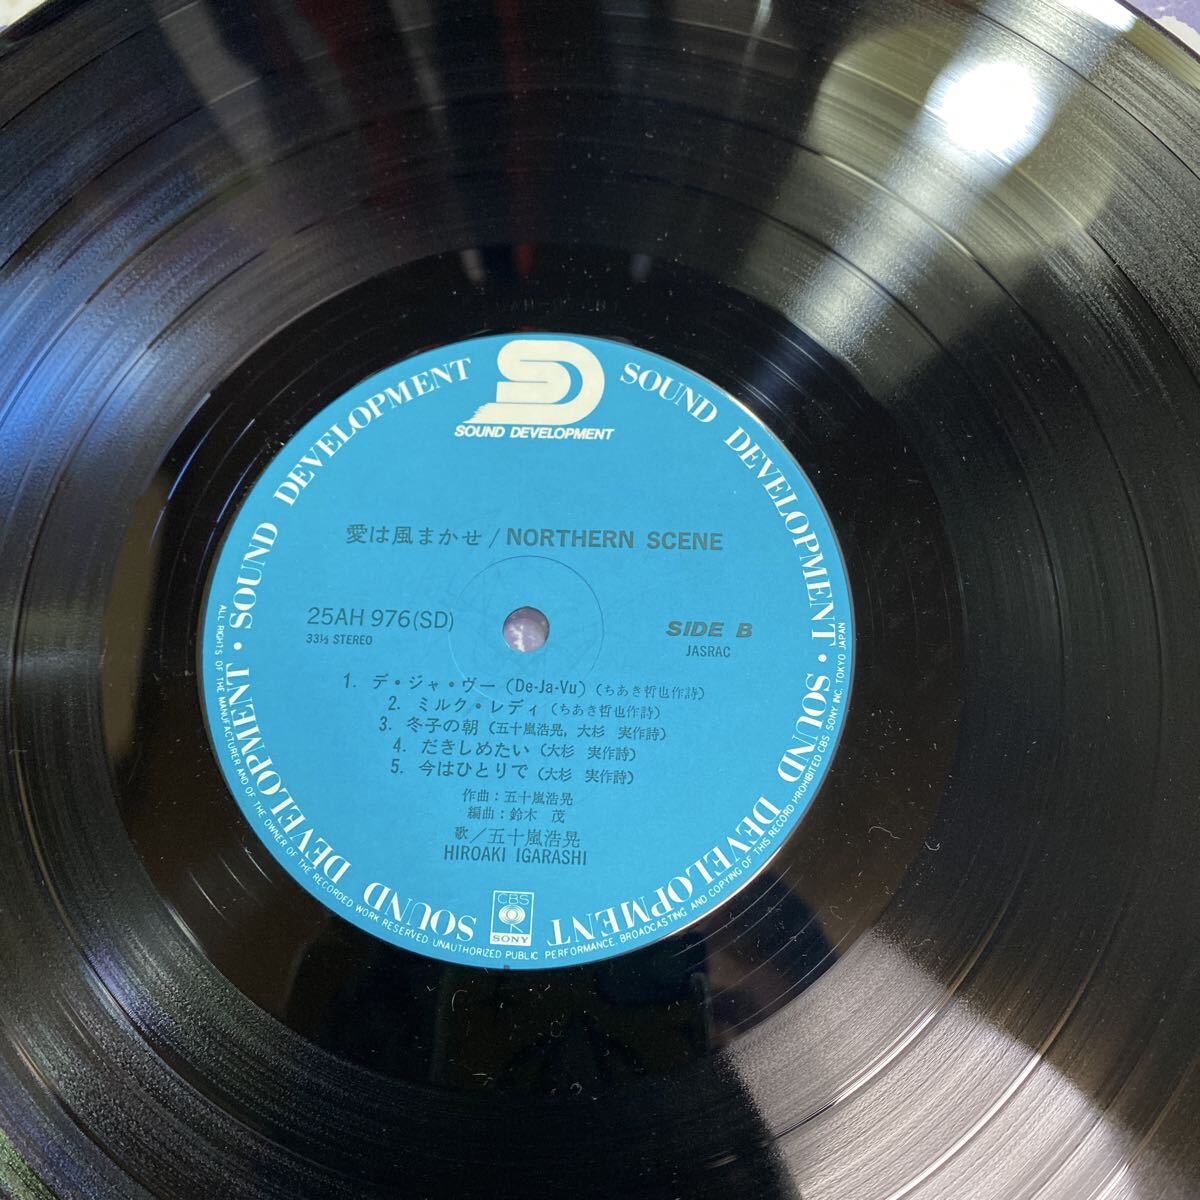 SD
SOUND DEVELOPMENT
SOUND DEVELOPMENT • SOUND DEVELOPMENT • SOUND DEVELOPMENT • SOUND DEVELOPMENT
愛は風まかせ / NORTHERN SCENE
25AH 976(SD)
33⅓ STEREO
SIDE B
JASRAC
1. デ・ジャ・ヴー (De-Ja-Vu) (ちあき哲也作詩)
2. ミルク・レディ (ちあき哲也作詩)
3. 冬子の朝 (五十嵐浩晃, 大杉 実作詩)
4. だきしめたい (大杉 実作詩)
5. 今はひとりで (大杉 実作詩)
作曲:五十嵐浩晃
編曲:鈴木 茂
歌/五十嵐浩晃
HIROAKI IGARASHI
CBS
SONY
ALL RIGHTS OF THE MANUFACTURER AND OF THE OWNER OF THE RECORDED WORK RESERVED. UNAUTHORIZED PUBLIC PERFORMANCE, BROADCASTING AND COPYING OF THIS RECORD PROHIBITED CBS SONY INC. TOKYO JAPAN